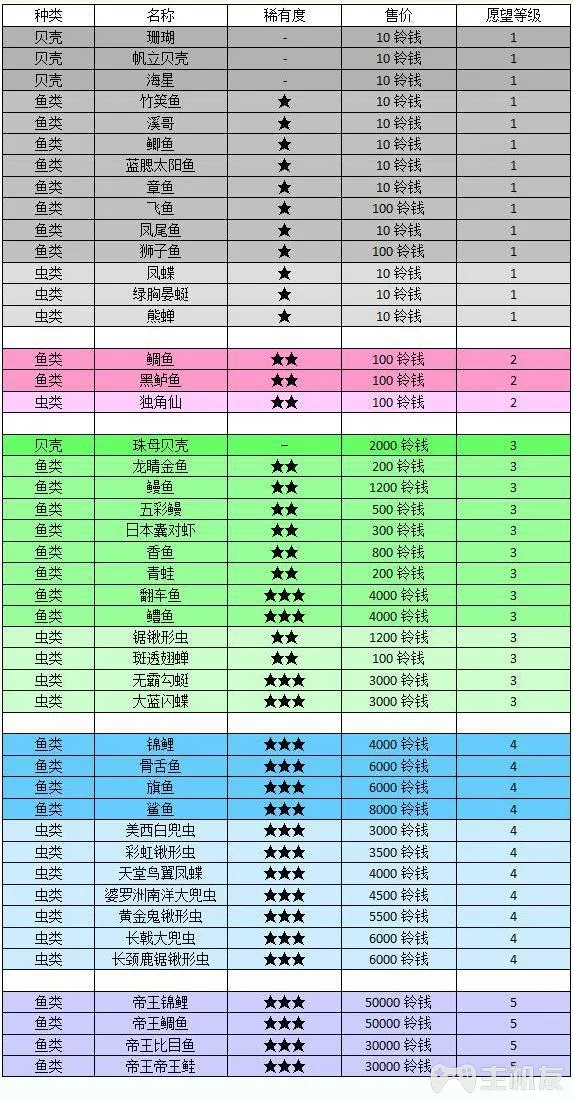 种类 名称 稀有度 售价 愿望等级
贝壳 珊瑚 - 10 铃钱 1
贝壳 帆立贝壳 - 10 铃钱 1
贝壳 海星 - 10 铃钱 1
鱼类 竹筴鱼 ★ 10 铃钱 1
鱼类 溪哥 ★ 10 铃钱 1
鱼类 鲫鱼 ★ 10 铃钱 1
鱼类 蓝腮太阳鱼 ★ 10 铃钱 1
鱼类 章鱼 ★ 10 铃钱 1
鱼类 飞鱼 ★ 100 铃钱 1
鱼类 凤尾鱼 ★ 10 铃钱 1
鱼类 狮子鱼 ★ 100 铃钱 1
虫类 凤蝶 ★ 10 铃钱 1
虫类 绿胸晏蜓 ★ 10 铃钱 1
虫类 熊蝉 ★ 10 铃钱 1
鱼类 鲷鱼 ★★ 100 铃钱 2
鱼类 黑鲈鱼 ★★ 100 铃钱 2
虫类 独角仙 ★★ 100 铃钱 2
贝壳 珠母贝壳 – 2000 铃钱 3
鱼类 龙睛金鱼 ★★ 200 铃钱 3
鱼类 鳗鱼 ★★ 1200 铃钱 3
鱼类 五彩鳗 ★★ 500 铃钱 3
鱼类 日本囊对虾 ★★ 300 铃钱 3
鱼类 香鱼 ★★ 800 铃钱 3
鱼类 青蛙 ★★ 200 铃钱 3
鱼类 翻车鱼 ★★★ 4000 铃钱 3
鱼类 鳢鱼 ★★★ 4000 铃钱 3
虫类 锯锹形虫 ★★ 1200 铃钱 3
虫类 斑透翅蝉 ★★ 100 铃钱 3
虫类 无霸勾蜓 ★★★ 3000 铃钱 3
虫类 大蓝闪蝶 ★★★ 3000 铃钱 3
鱼类 锦鲤 ★★★ 4000 铃钱 4
鱼类 骨舌鱼 ★★★ 6000 铃钱 4
鱼类 旗鱼 ★★★ 6000 铃钱 4
鱼类 鲨鱼 ★★★ 8000 铃钱 4
虫类 美西白兜虫 ★★★ 3000 铃钱 4
虫类 彩虹锹形虫 ★★★ 3500 铃钱 4
虫类 天堂鸟翼凤蝶 ★★★ 4000 铃钱 4
虫类 婆罗洲南洋大兜虫 ★★★ 4500 铃钱 4
虫类 黄金鬼锹形虫 ★★★ 5500 铃钱 4
虫类 长戟大兜虫 ★★★ 6000 铃钱 4
虫类 长颈鹿锯锹形虫 ★★★ 6000 铃钱 4
鱼类 帝王锦鲤 ★★★ 50000 铃钱 5
鱼类 帝王鲷鱼 ★★★ 50000 铃钱 5
鱼类 帝王比目鱼 ★★★ 30000 铃钱 5
鱼类 帝王帝王鲑 ★★★ 30000 铃钱 5
主机友